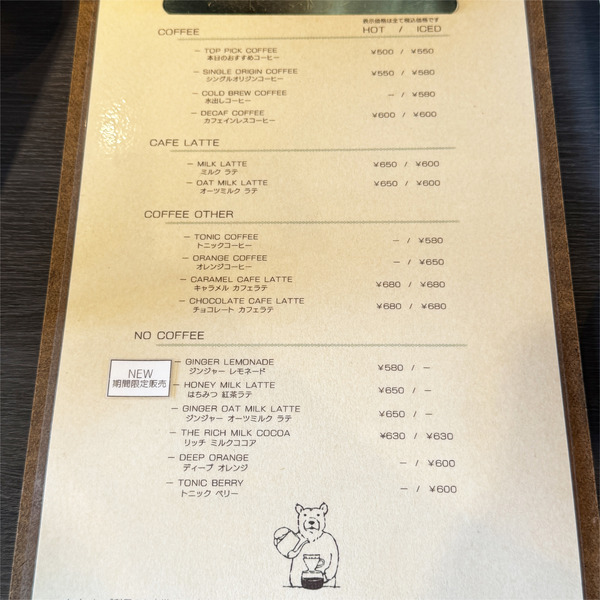 表示価格は全て税込価格です
COFFEE HOT / ICED
— TOP PICK COFFEE ¥500 / ¥550
本日のおすすめコーヒー
— SINGLE ORIGIN COFFEE ¥550 / ¥580
シングルオリジンコーヒー
— COLD BREW COFFEE — / ¥580
水出しコーヒー
— DECAF COFFEE ¥600 / ¥600
カフェインレスコーヒー
CAFE LATTE
— MILK LATTE ¥650 / ¥600
ミルク ラテ
— OAT MILK LATTE ¥650 / ¥600
オーツミルク ラテ
COFFEE OTHER
— TONIC COFFEE — / ¥580
トニックコーヒー
— ORANGE COFFEE — / ¥650
オレンジコーヒー
— CARAMEL CAFE LATTE ¥680 / ¥680
キャラメル カフェラテ
— CHOCOLATE CAFE LATTE ¥680 / ¥680
チョコレート カフェラテ
NO COFFEE
— GINGER LEMONADE ¥580 / —
ジンジャー レモネード
NEW
期間限定販売
— HONEY MILK LATTE ¥650 / —
はちみつ 紅茶ラテ
— GINGER OAT MILK LATTE ¥650 / —
ジンジャー オーツミルク ラテ
— THE RICH MILK COCOA ¥630 / ¥630
リッチ ミルクココア
— DEEP ORANGE — / ¥600
ディープ オレンジ
— TONIC BERRY — / ¥600
トニック ベリー